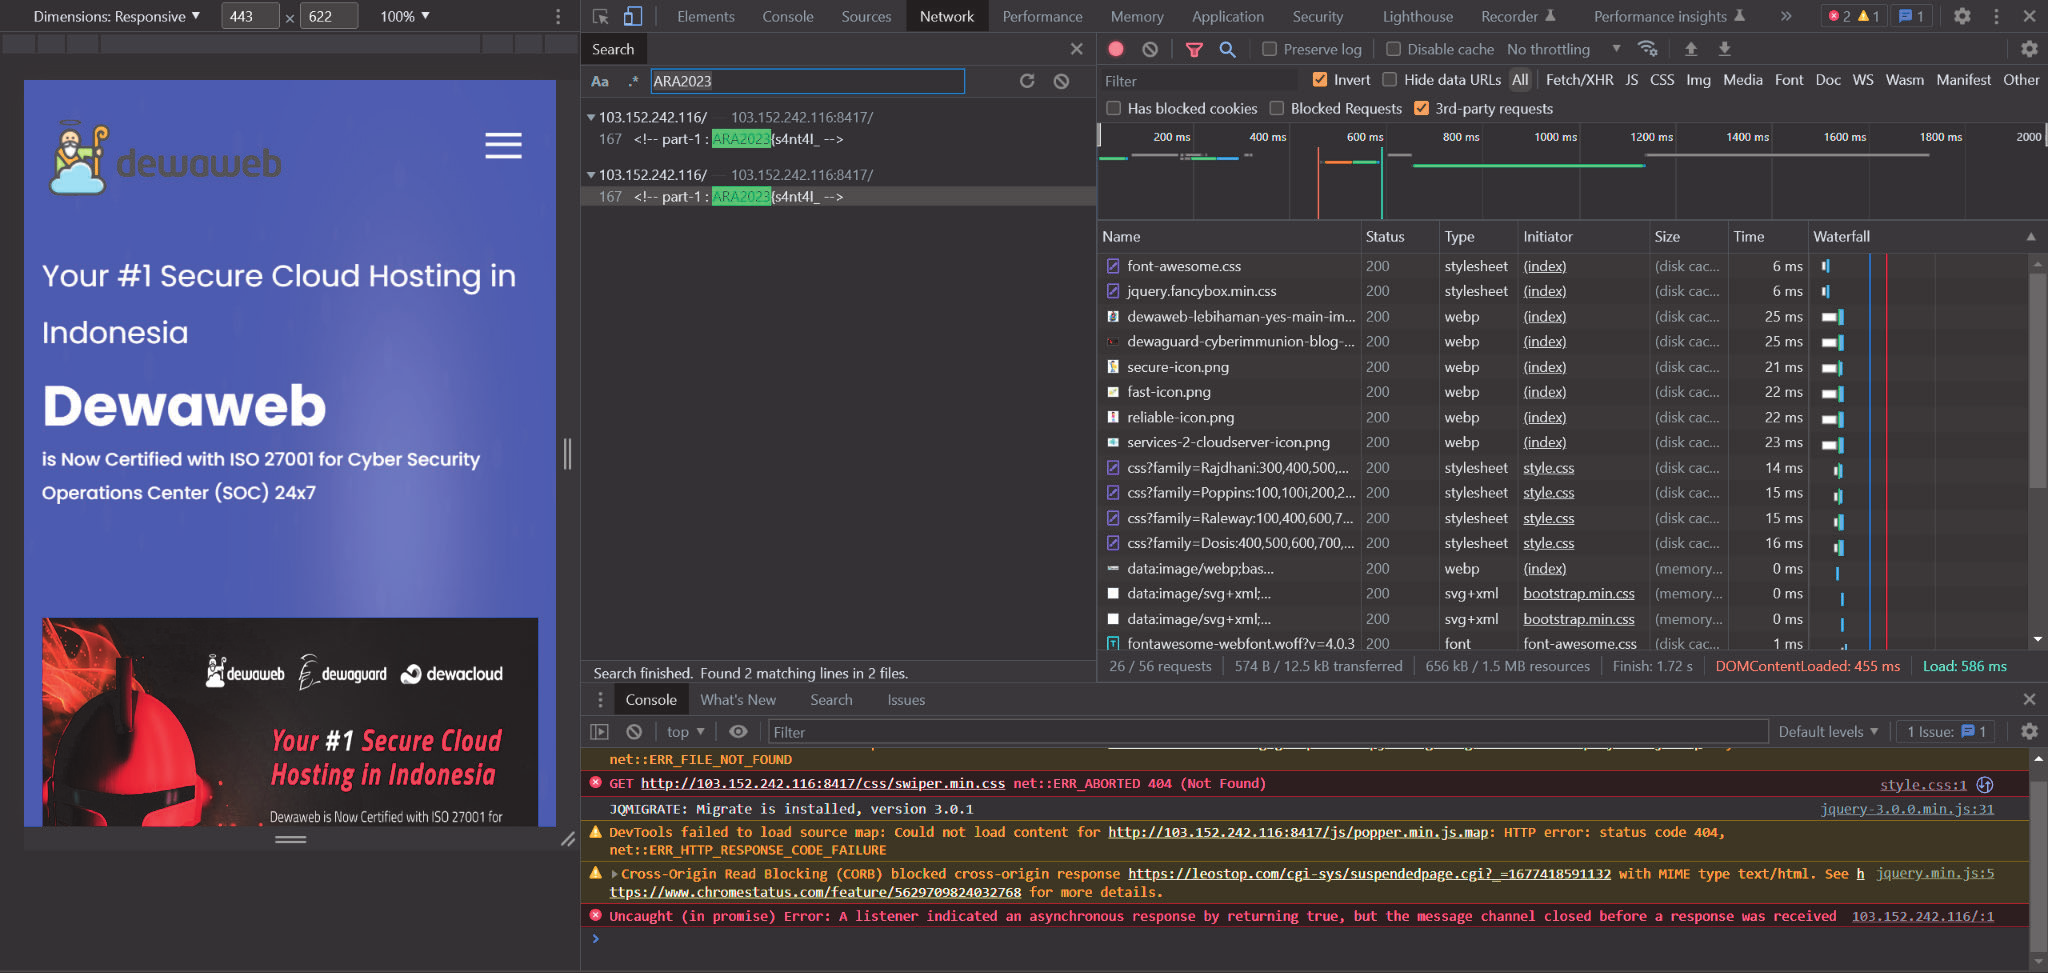 Dimensions: Responsive ▼ 443 × 622 100% ▼
dewaweb
Your #1 Secure Cloud Hosting in
Indonesia
Dewaweb
is Now Certified with ISO 27001 for Cyber Security
Operations Center (SOC) 24x7
dewaweb dewaguard dewacloud
Your #1 Secure Cloud
Hosting in Indonesia
Dewaweb is Now Certified with ISO 27001 for
Elements Console Sources Network Performance Memory Application Security Lighthouse Recorder Performance insights » 2 1 1
Search
Aa .* ARA2023
103.152.242.116/ — 103.152.242.116:8417/
167 <!-- part-1 : ARA2023{s4nt4I_ -->
103.152.242.116/ — 103.152.242.116:8417/
167 <!-- part-1 : ARA2023{s4nt4I_ -->
Search finished. Found 2 matching lines in 2 files.
Preserve log Disable cache No throttling ▼
Filter Invert Hide data URLs All Fetch/XHR JS CSS Img Media Font Doc WS Wasm Manifest Other
Has blocked cookies Blocked Requests 3rd-party requests
200 ms 400 ms 600 ms 800 ms 1000 ms 1200 ms 1400 ms 1600 ms 1800 ms 2000
Name Status Type Initiator Size Time Waterfall
font-awesome.css 200 stylesheet (index) (disk cac... 6 ms
jquery.fancybox.min.css 200 stylesheet (index) (disk cac... 6 ms
dewaweb-lebihaman-yes-main-im... 200 webp (index) (disk cac... 25 ms
dewaguard-cyberimmunion-blog-... 200 webp (index) (disk cac... 25 ms
secure-icon.png 200 webp (index) (disk cac... 21 ms
fast-icon.png 200 webp (index) (disk cac... 22 ms
reliable-icon.png 200 webp (index) (disk cac... 22 ms
services-2-cloudserver-icon.png 200 webp (index) (disk cac... 23 ms
css?family=Rajdhani:300,400,500,... 200 stylesheet style.css (disk cac... 14 ms
css?family=Poppins:100,100i,200,2... 200 stylesheet style.css (disk cac... 15 ms
css?family=Raleway:100,400,600,7... 200 stylesheet style.css (disk cac... 15 ms
css?family=Dosis:400,500,600,700,... 200 stylesheet style.css (disk cac... 16 ms
data:image/webp;bas... 200 webp (index) (memory... 0 ms
data:image/svg+xml;... 200 svg+xml bootstrap.min.css (memory... 0 ms
data:image/svg+xml;... 200 svg+xml bootstrap.min.css (memory... 0 ms
fontawesome-webfont.woff?v=4.0.3 200 font font-awesome.css (disk cac... 1 ms
26 / 56 requests 574 B / 12.5 kB transferred 656 kB / 1.5 MB resources Finish: 1.72 s DOMContentLoaded: 455 ms Load: 586 ms
Console What's New Search Issues
top ▼ Filter Default levels ▼ 1 Issue: 1
net::ERR_FILE_NOT_FOUND
GET http://103.152.242.116:8417/css/swiper.min.css net::ERR_ABORTED 404 (Not Found) style.css:1
JQMIGRATE: Migrate is installed, version 3.0.1 jquery-3.0.0.min.js:31
DevTools failed to load source map: Could not load content for http://103.152.242.116:8417/js/popper.min.js.map: HTTP error: status code 404,
net::ERR_HTTP_RESPONSE_CODE_FAILURE
Cross-Origin Read Blocking (CORB) blocked cross-origin response https://leostop.com/cgi-sys/suspendedpage.cgi?_=1677418591132 with MIME type text/html. See h jquery.min.js:5
ttps://www.chromestatus.com/feature/5629709824032768 for more details.
Uncaught (in promise) Error: A listener indicated an asynchronous response by returning true, but the message channel closed before a response was received 103.152.242.116/:1